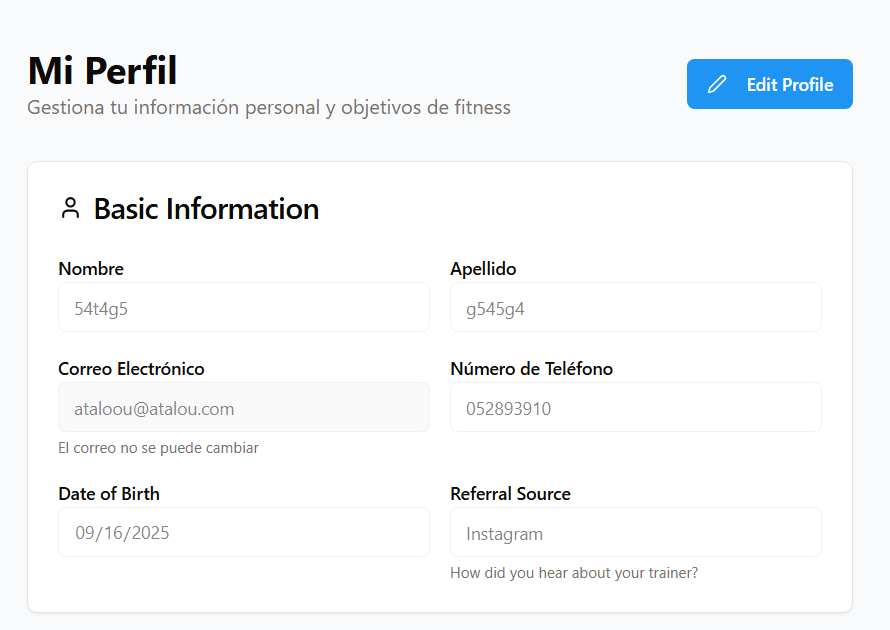 Mi Perfil
Gestiona tu información personal y objetivos de fitness
Edit Profile
Basic Information
Nombre
54t4g5
Apellido
g545g4
Correo Electrónico
ataloou@atalou.com
El correo no se puede cambiar
Número de Teléfono
052893910
Date of Birth
09/16/2025
Referral Source
Instagram
How did you hear about your trainer?